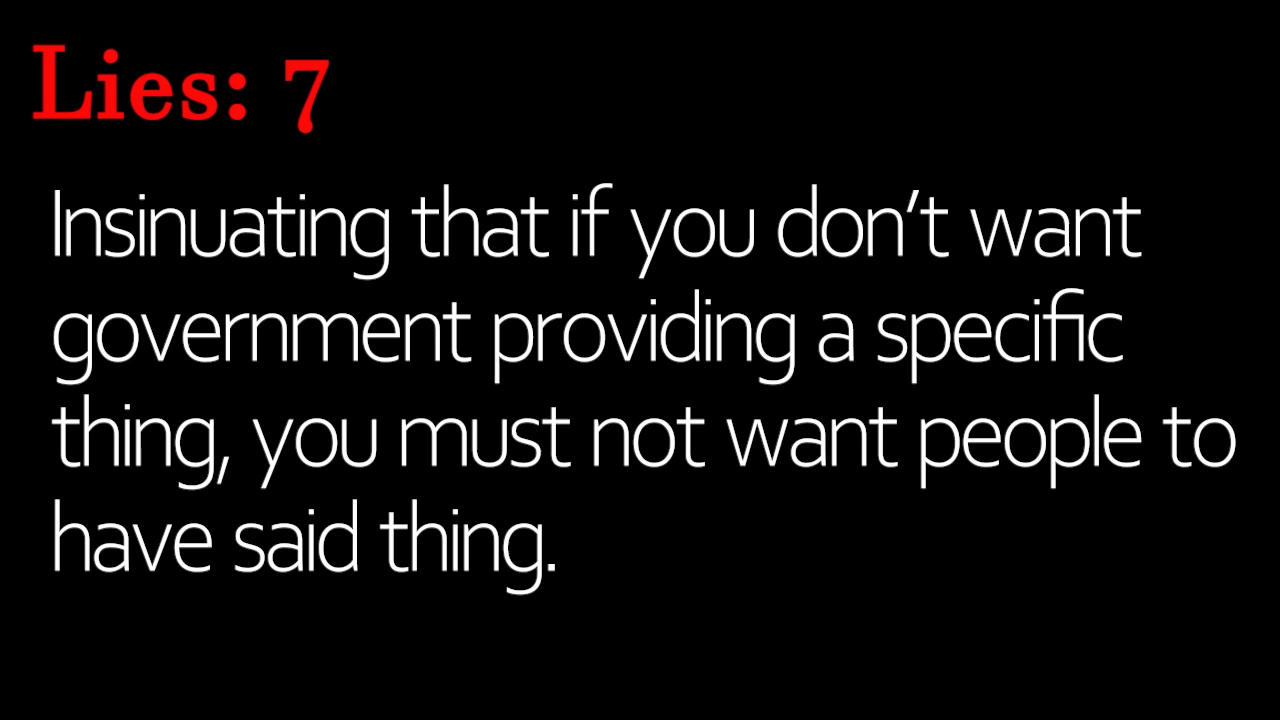 Lies: 7
Insinuating that if you don’t want
government providing a specific
thing, you must not want people to
have said thing.